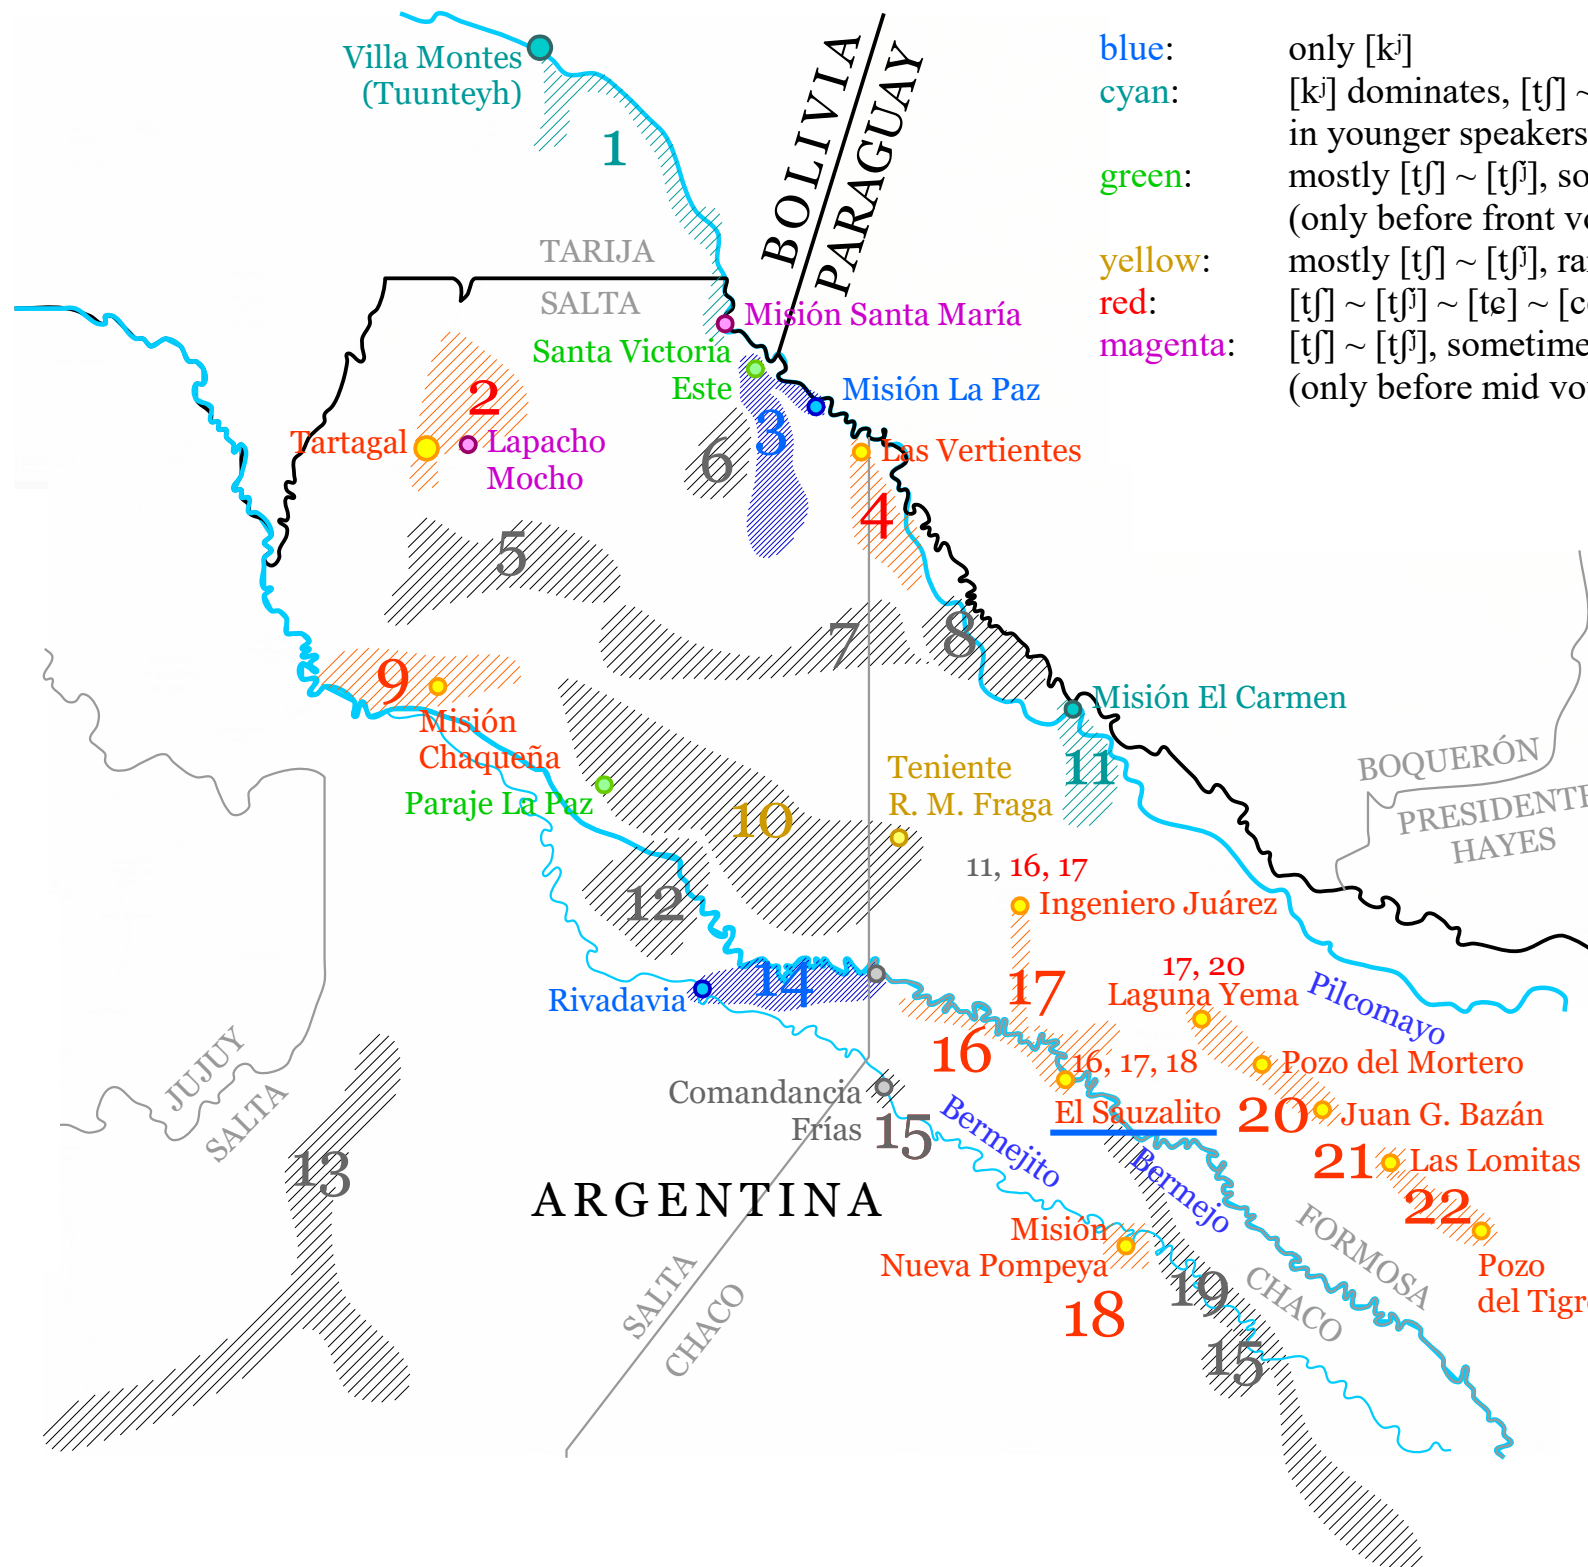 Villa Montes
(Tuunteyh)
1
BOLIVIA
PARAGUAY
blue: only [kʲ]
cyan: [kʲ] dominates, [tʃ] ~
in younger speakers
green: mostly [tʃ] ~ [tʃʲ], so
(only before front vo
yellow: mostly [tʃ] ~ [tʃʲ], ra
red: [tʃ] ~ [tʃʲ] ~ [tɕ] ~ [c
magenta: [tʃ] ~ [tʃʲ], sometime
(only before mid vo
TARIJA
SALTA
Misión Santa María
Santa Victoria
Este
Misión La Paz
2
3
Tartagal
Lapacho
Mocho
6
Las Vertientes
4
5
7
8
9
Misión
Chaqueña
Misión El Carmen
11
Paraje La Paz
10
Teniente
R. M. Fraga
BOQUERÓN
PRESIDENTE
HAYES
11, 16, 17
Ingeniero Juárez
12
14
Rivadavia
17
17, 20
Laguna Yema
Pilcomayo
16
16, 17, 18
El Sauzalito
Pozo del Mortero
20
Juan G. Bazán
JUJUY
SALTA
Comandancia
Frías
15
Bermejito
Bermejo
21
Las Lomitas
22
13
ARGENTINA
Misión
Nueva Pompeya
18
19
15
FORMOSA
CHACO
Pozo
del Tigre
SALTA
CHACO